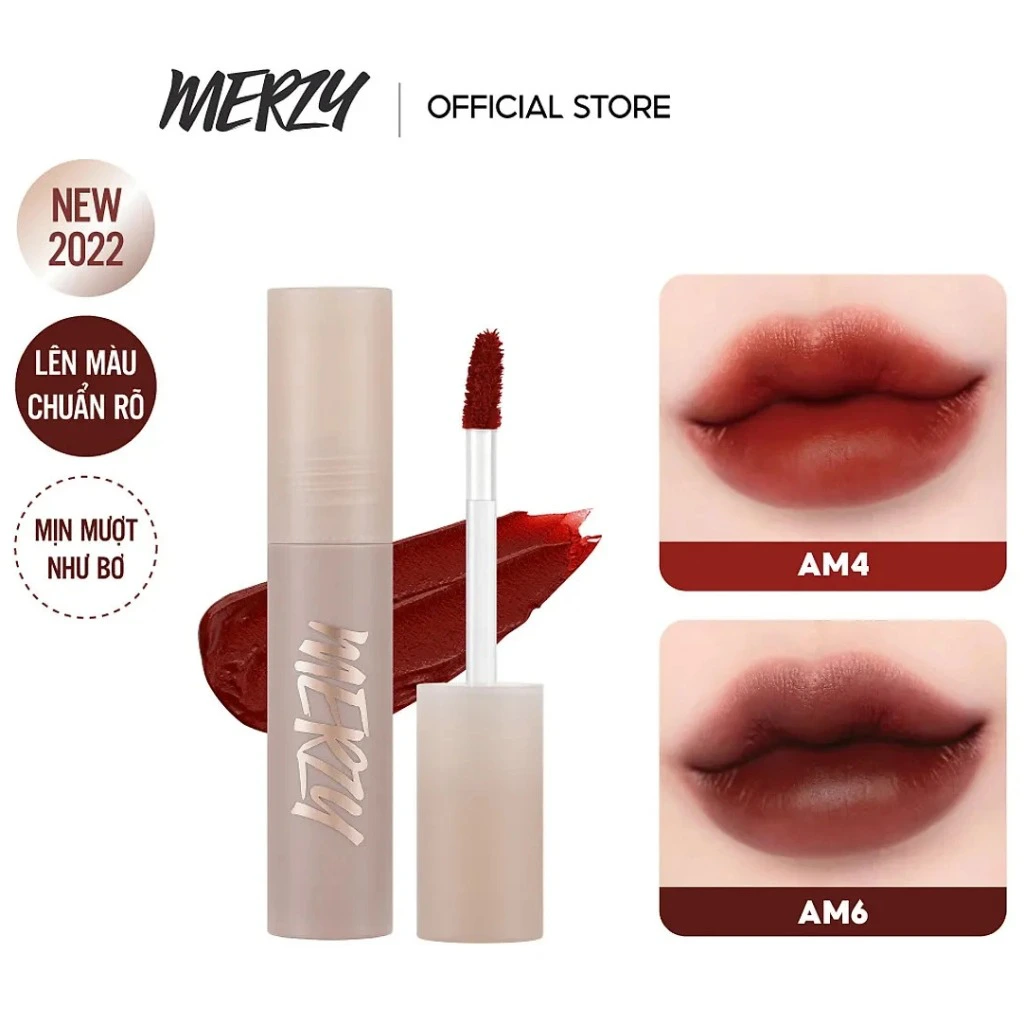 MERZY | OFFICIAL STORE
NEW
2022
LÊN MÀU
CHUẨN RÕ
MỊN MƯỢT
NHƯ BƠ
MERZY
AM4
AM6